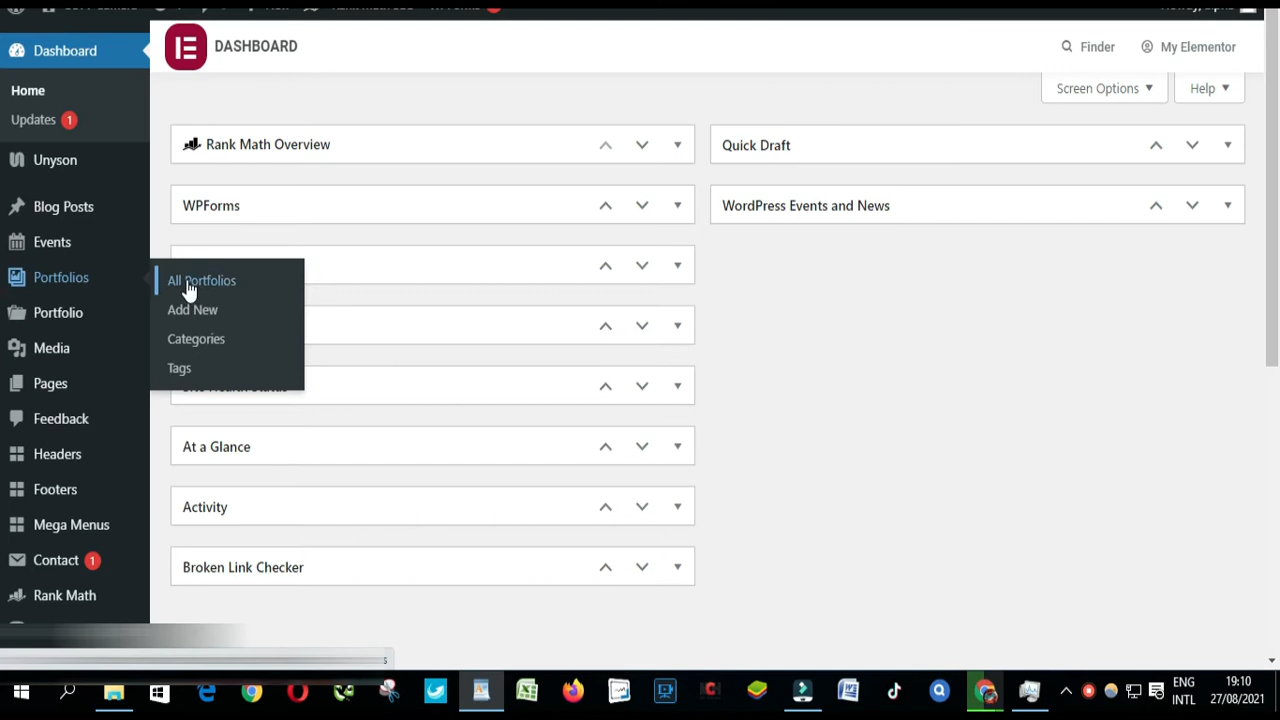 DASHBOARD
Finder
My Elementor
Screen Options
Help
Dashboard
Home
Updates 1
Unyson
Blog Posts
Events
Portfolios
Portfolio
Media
Pages
Feedback
Headers
Footers
Mega Menus
Contact 1
Rank Math
All Portfolios
Add New
Categories
Tags
Rank Math Overview
WPForms
At a Glance
Activity
Broken Link Checker
Quick Draft
WordPress Events and News
ENG
INTL
19:10
27/08/2021